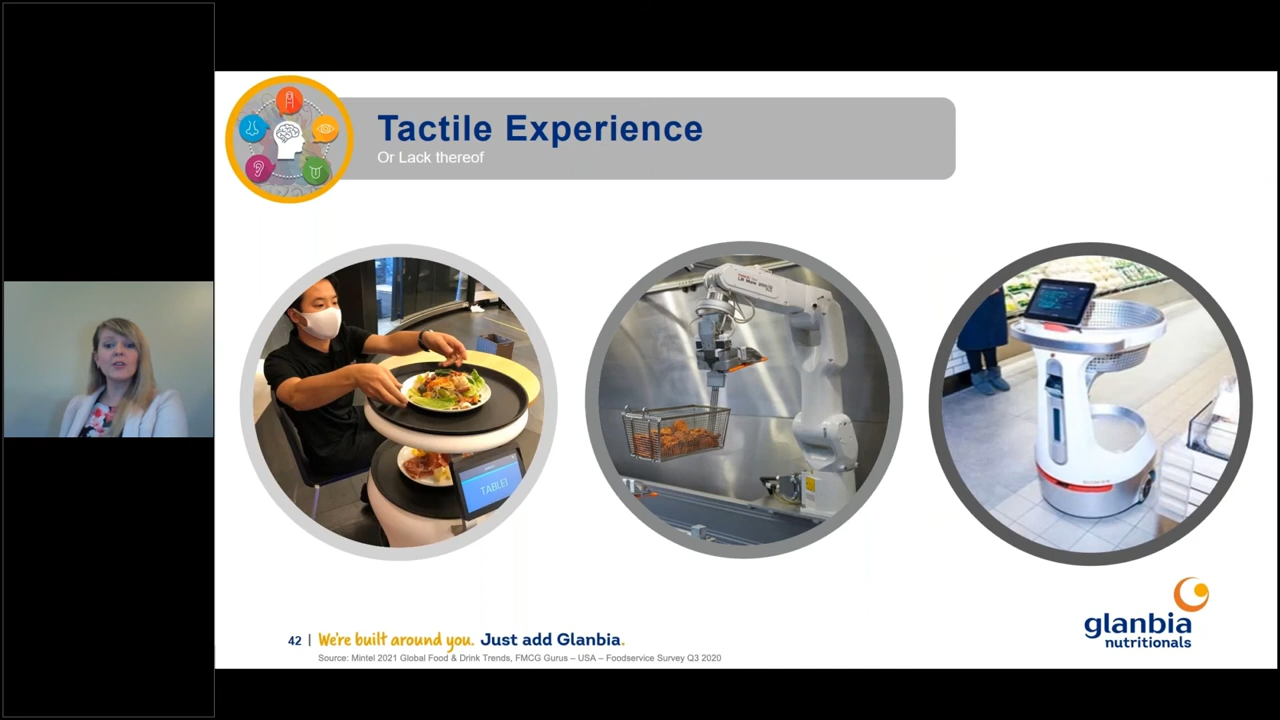 Tactile Experience
Or Lack thereof
TABLE1
42 | We're built around you. Just add Glanbia.
Source: Mintel 2021 Global Food & Drink Trends, FMCG Gurus – USA – Foodservice Survey Q3 2020
glanbia
nutritionals